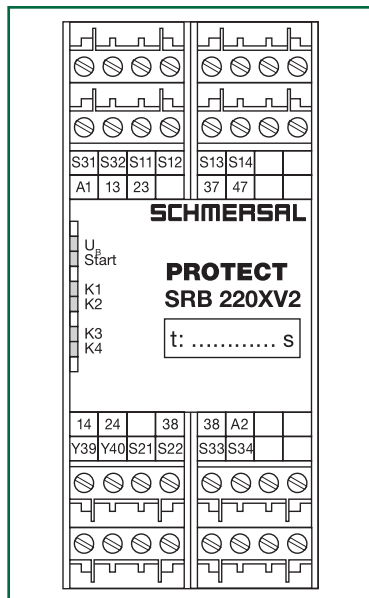 S31 S32 S11 S12 S13 S14
A1 13 23 37 47
SCHMERSAL
UB
Start
K1
K2
K3
K4
PROTECT
SRB 220XV2
t: ............ s
14 24 38 38 A2
Y39 Y40 S21 S22 S33 S34